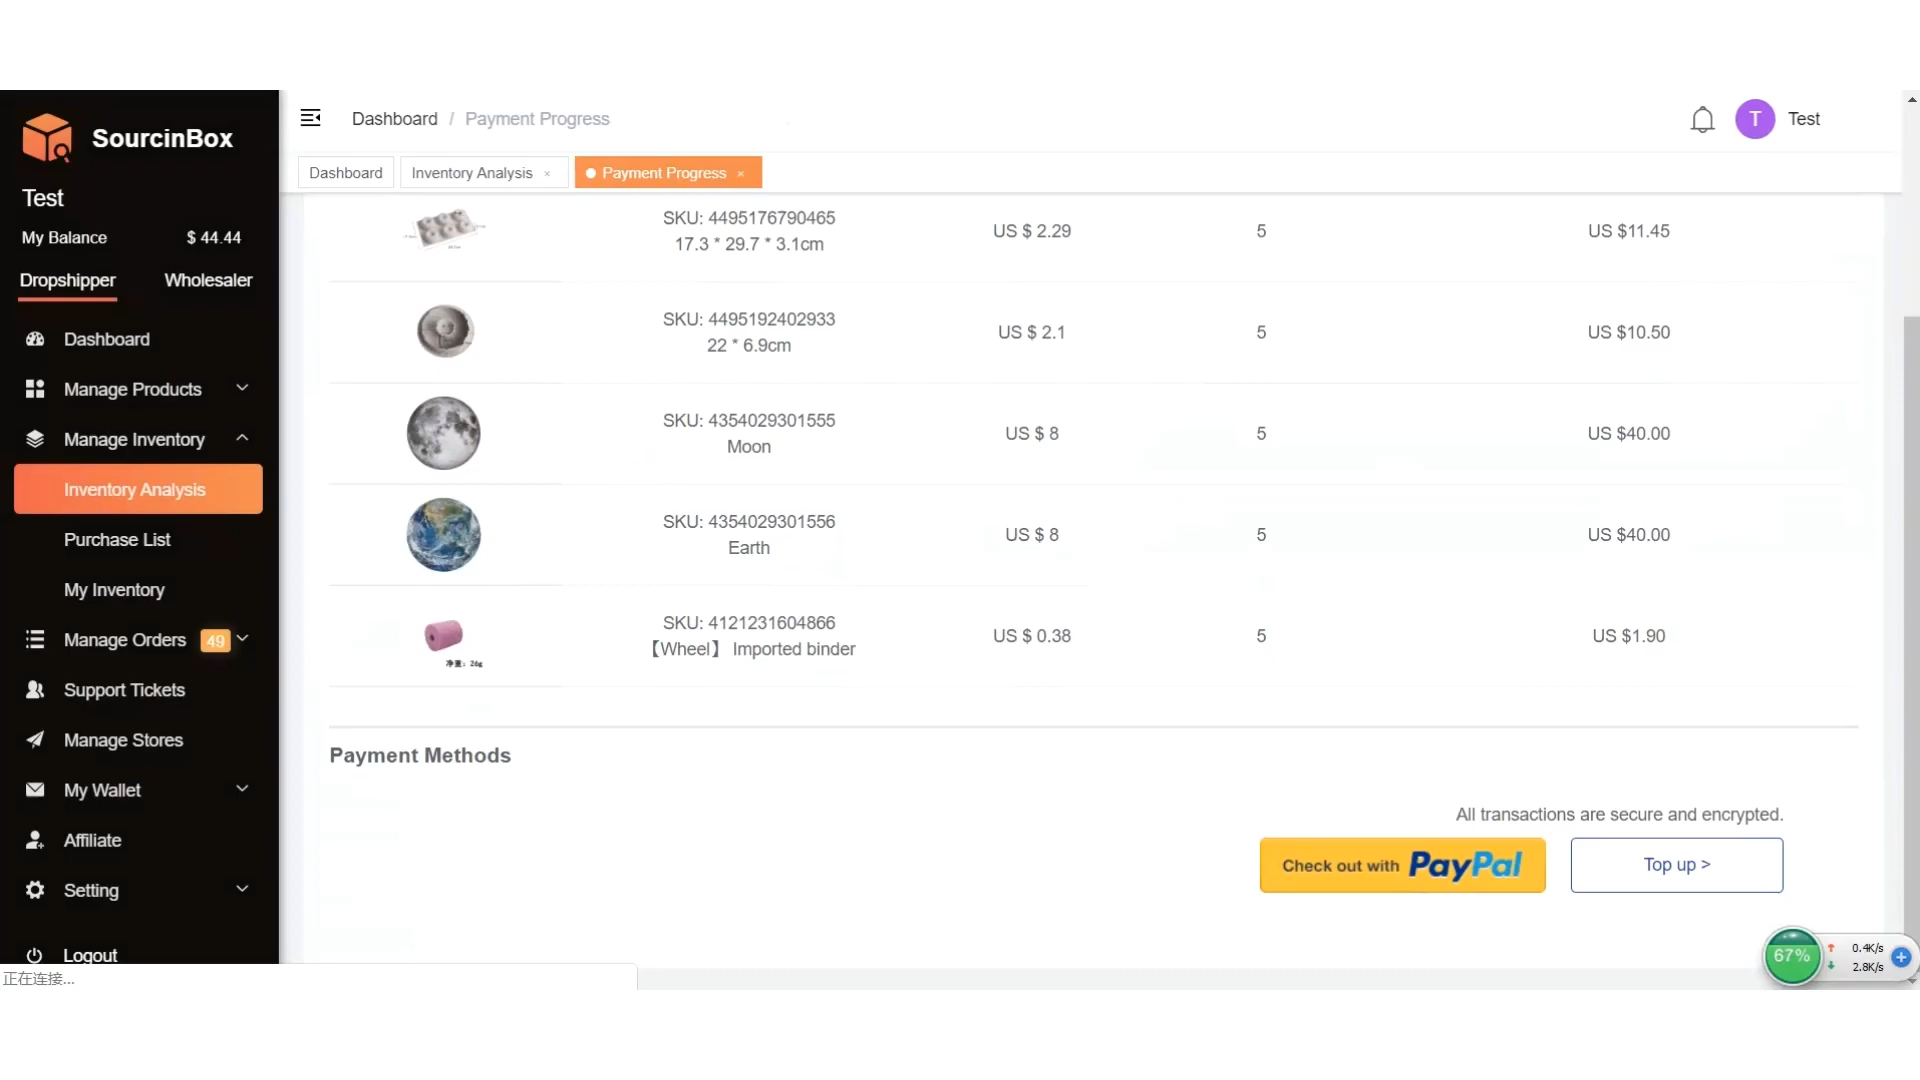 SourcinBox
Dashboard / Payment Progress
T Test
Dashboard Inventory Analysis × Payment Progress ×
Test
My Balance $ 44.44
Dropshipper Wholesaler
Dashboard
Manage Products
Manage Inventory
Inventory Analysis
Purchase List
My Inventory
Manage Orders 49
Support Tickets
Manage Stores
My Wallet
Affiliate
Setting
Logout
正在连接...
SKU: 4495176790465
17.3 * 29.7 * 3.1cm
US $ 2.29 5 US $11.45
SKU: 4495192402933
22 * 6.9cm
US $ 2.1 5 US $10.50
SKU: 4354029301555
Moon
US $ 8 5 US $40.00
SKU: 4354029301556
Earth
US $ 8 5 US $40.00
净重：26g
SKU: 4121231604866
【Wheel】 Imported binder
US $ 0.38 5 US $1.90
Payment Methods
All transactions are secure and encrypted.
Check out with PayPal
Top up >
67%
0.4K/s
2.8K/s